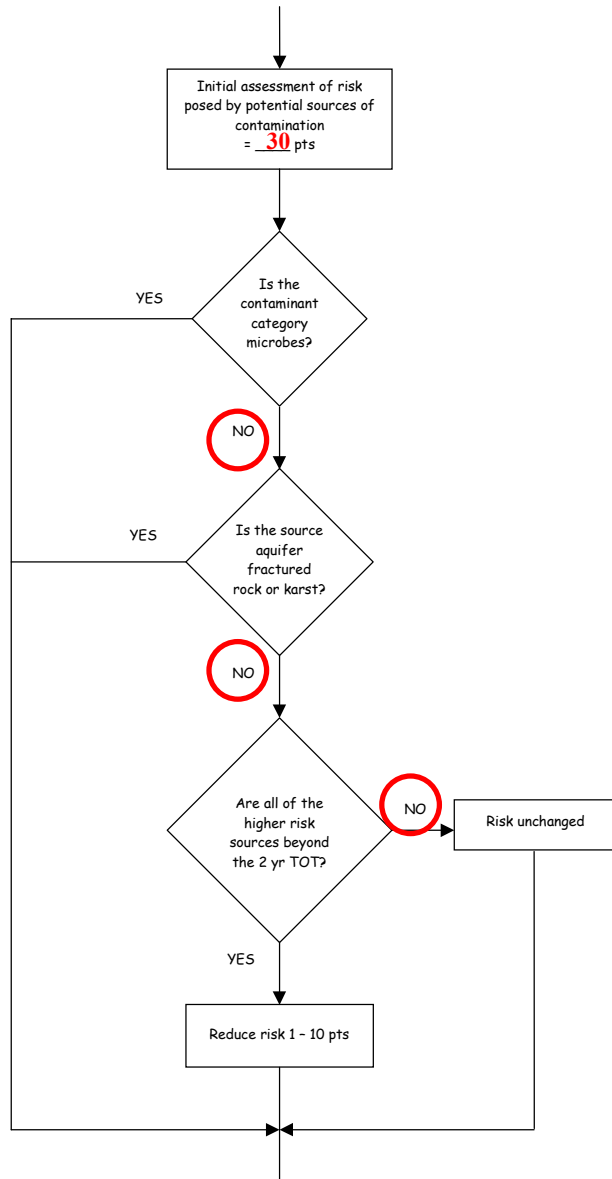 Initial assessment of risk
posed by potential sources of
contamination
= 30 pts
Is the
contaminant
category
microbes?
YES
NO
Is the source
aquifer
fractured
rock or karst?
YES
NO
Are all of the
higher risk
sources beyond
the 2 yr TOT?
NO
Risk unchanged
YES
Reduce risk 1 – 10 pts